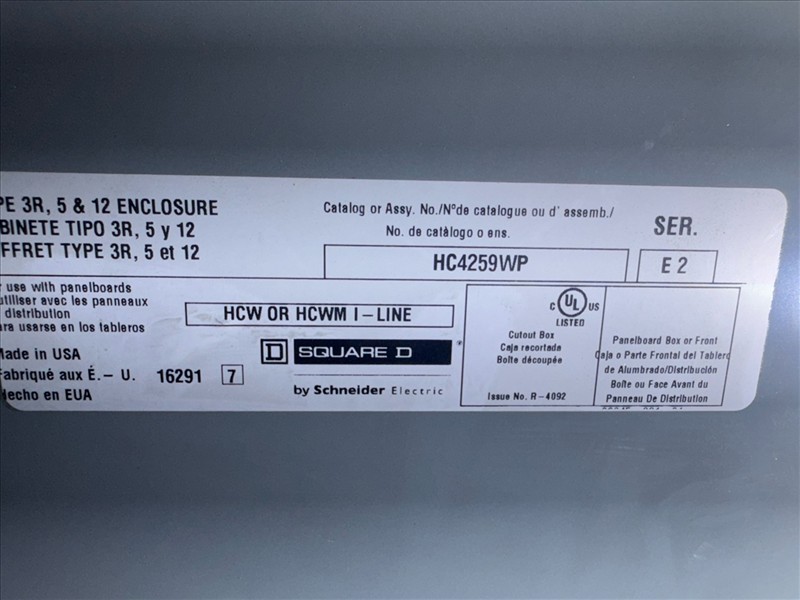 PE 3R, 5 & 12 ENCLOSURE
BINETE TIPO 3R, 5 y 12
FFRET TYPE 3R, 5 et 12
Catalog or Assy. No./N°de catalogue ou d' assemb./
No. de catàlogo o ens.
HC4259WP
SER.
E 2
use with panelboards
utiliser avec les panneaux
distribution
ra usarse en los tableros
HCW OR HCWM I-LINE
Made in USA
Fabriqué aux É.- U. 16291 7
Hecho en EUA
D SQUARE D
by Schneider Electric
C UL US
LISTED
Cutout Box
Caja recortada
Boîte découpée
Issue No. R-4092
Panelboard Box or Front
Caja o Parte Frontal del Tablero
de Alumbrado/Distribución
Boîte ou Face Avant du
Panneau De Distribution